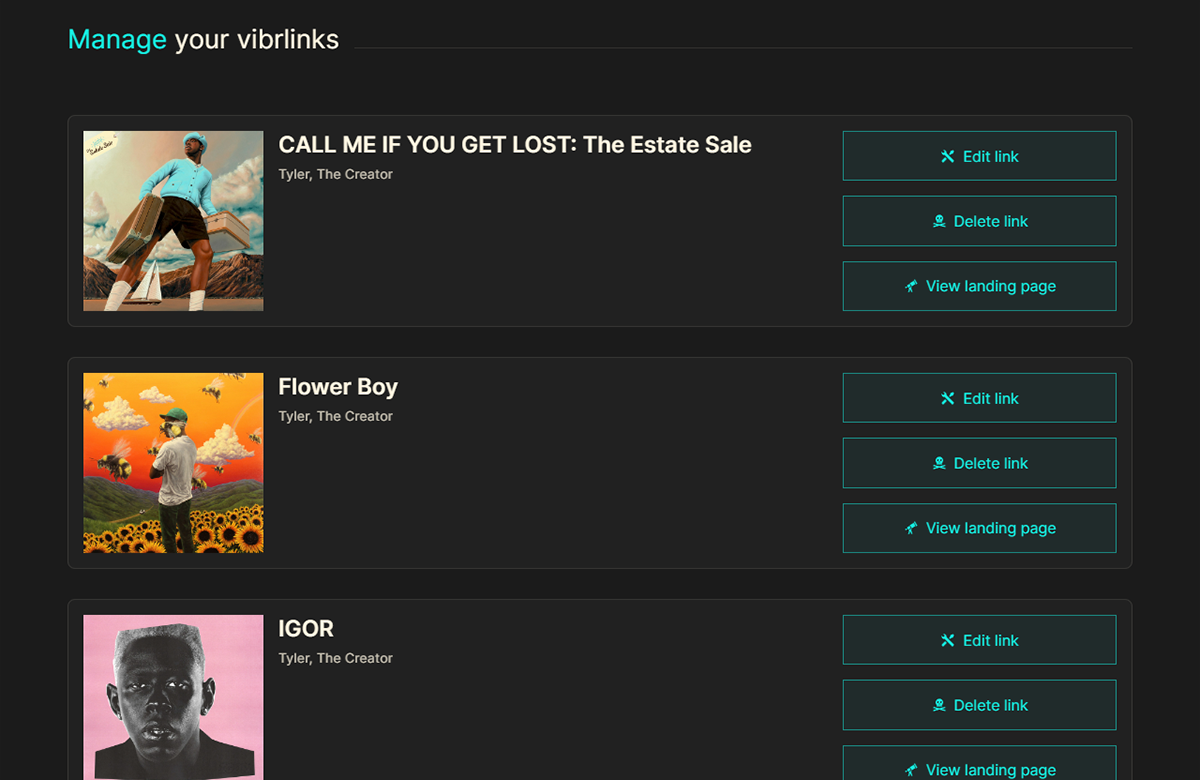 Manage your vibrlinks
CALL ME IF YOU GET LOST: The Estate Sale
Tyler, The Creator
Edit link
Delete link
View landing page
Estate Sale
Flower Boy
Tyler, The Creator
Edit link
Delete link
View landing page
IGOR
Tyler, The Creator
Edit link
Delete link
View landing page